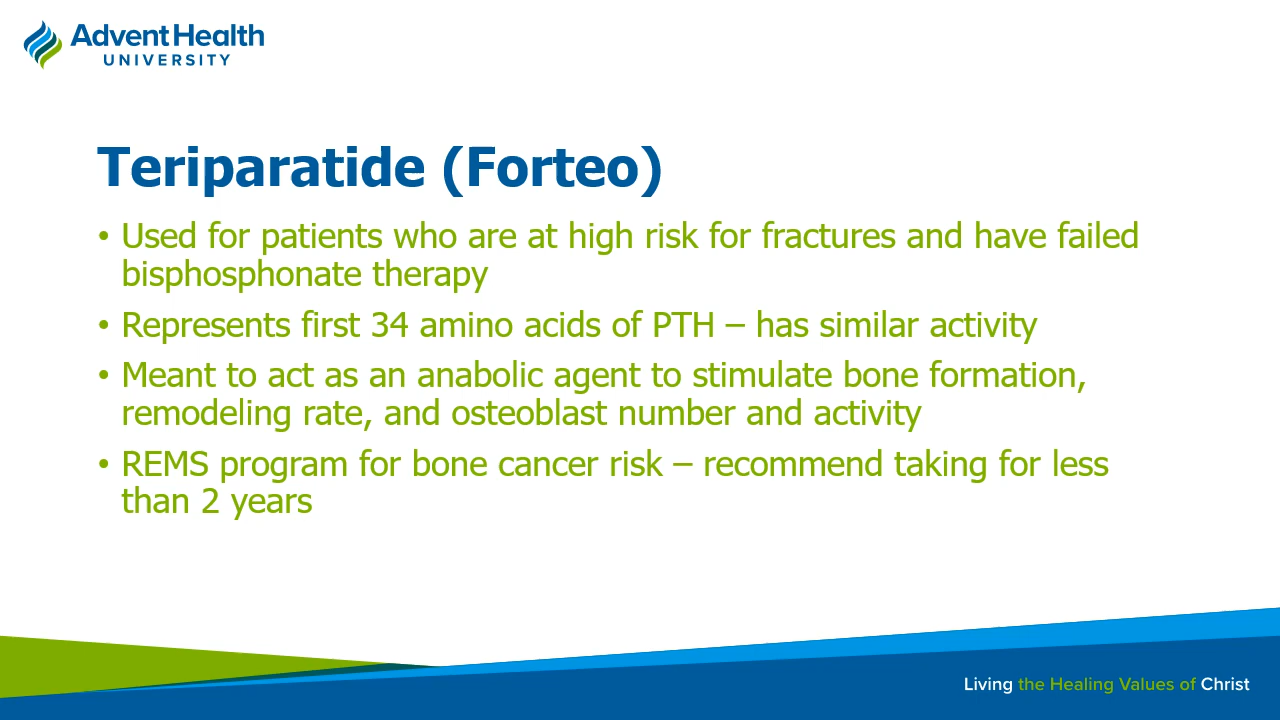 AdventHealth
UNIVERSITY
Teriparatide (Forteo)
• Used for patients who are at high risk for fractures and have failed
bisphosphonate therapy
• Represents first 34 amino acids of PTH – has similar activity
• Meant to act as an anabolic agent to stimulate bone formation,
remodeling rate, and osteoblast number and activity
• REMS program for bone cancer risk – recommend taking for less
than 2 years
Living the Healing Values of Christ